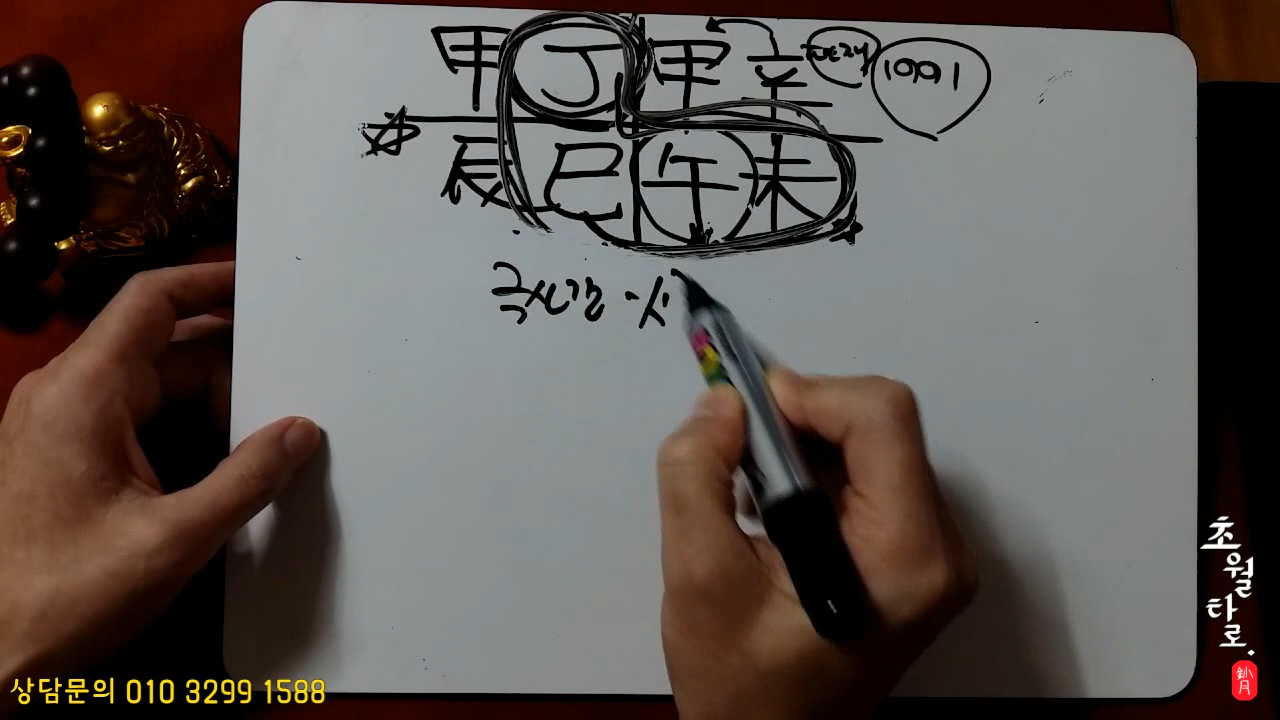 甲 丁 甲 辛 1991
辰 巳 午 未
초월
타로.
상담문의 010 3299 1588